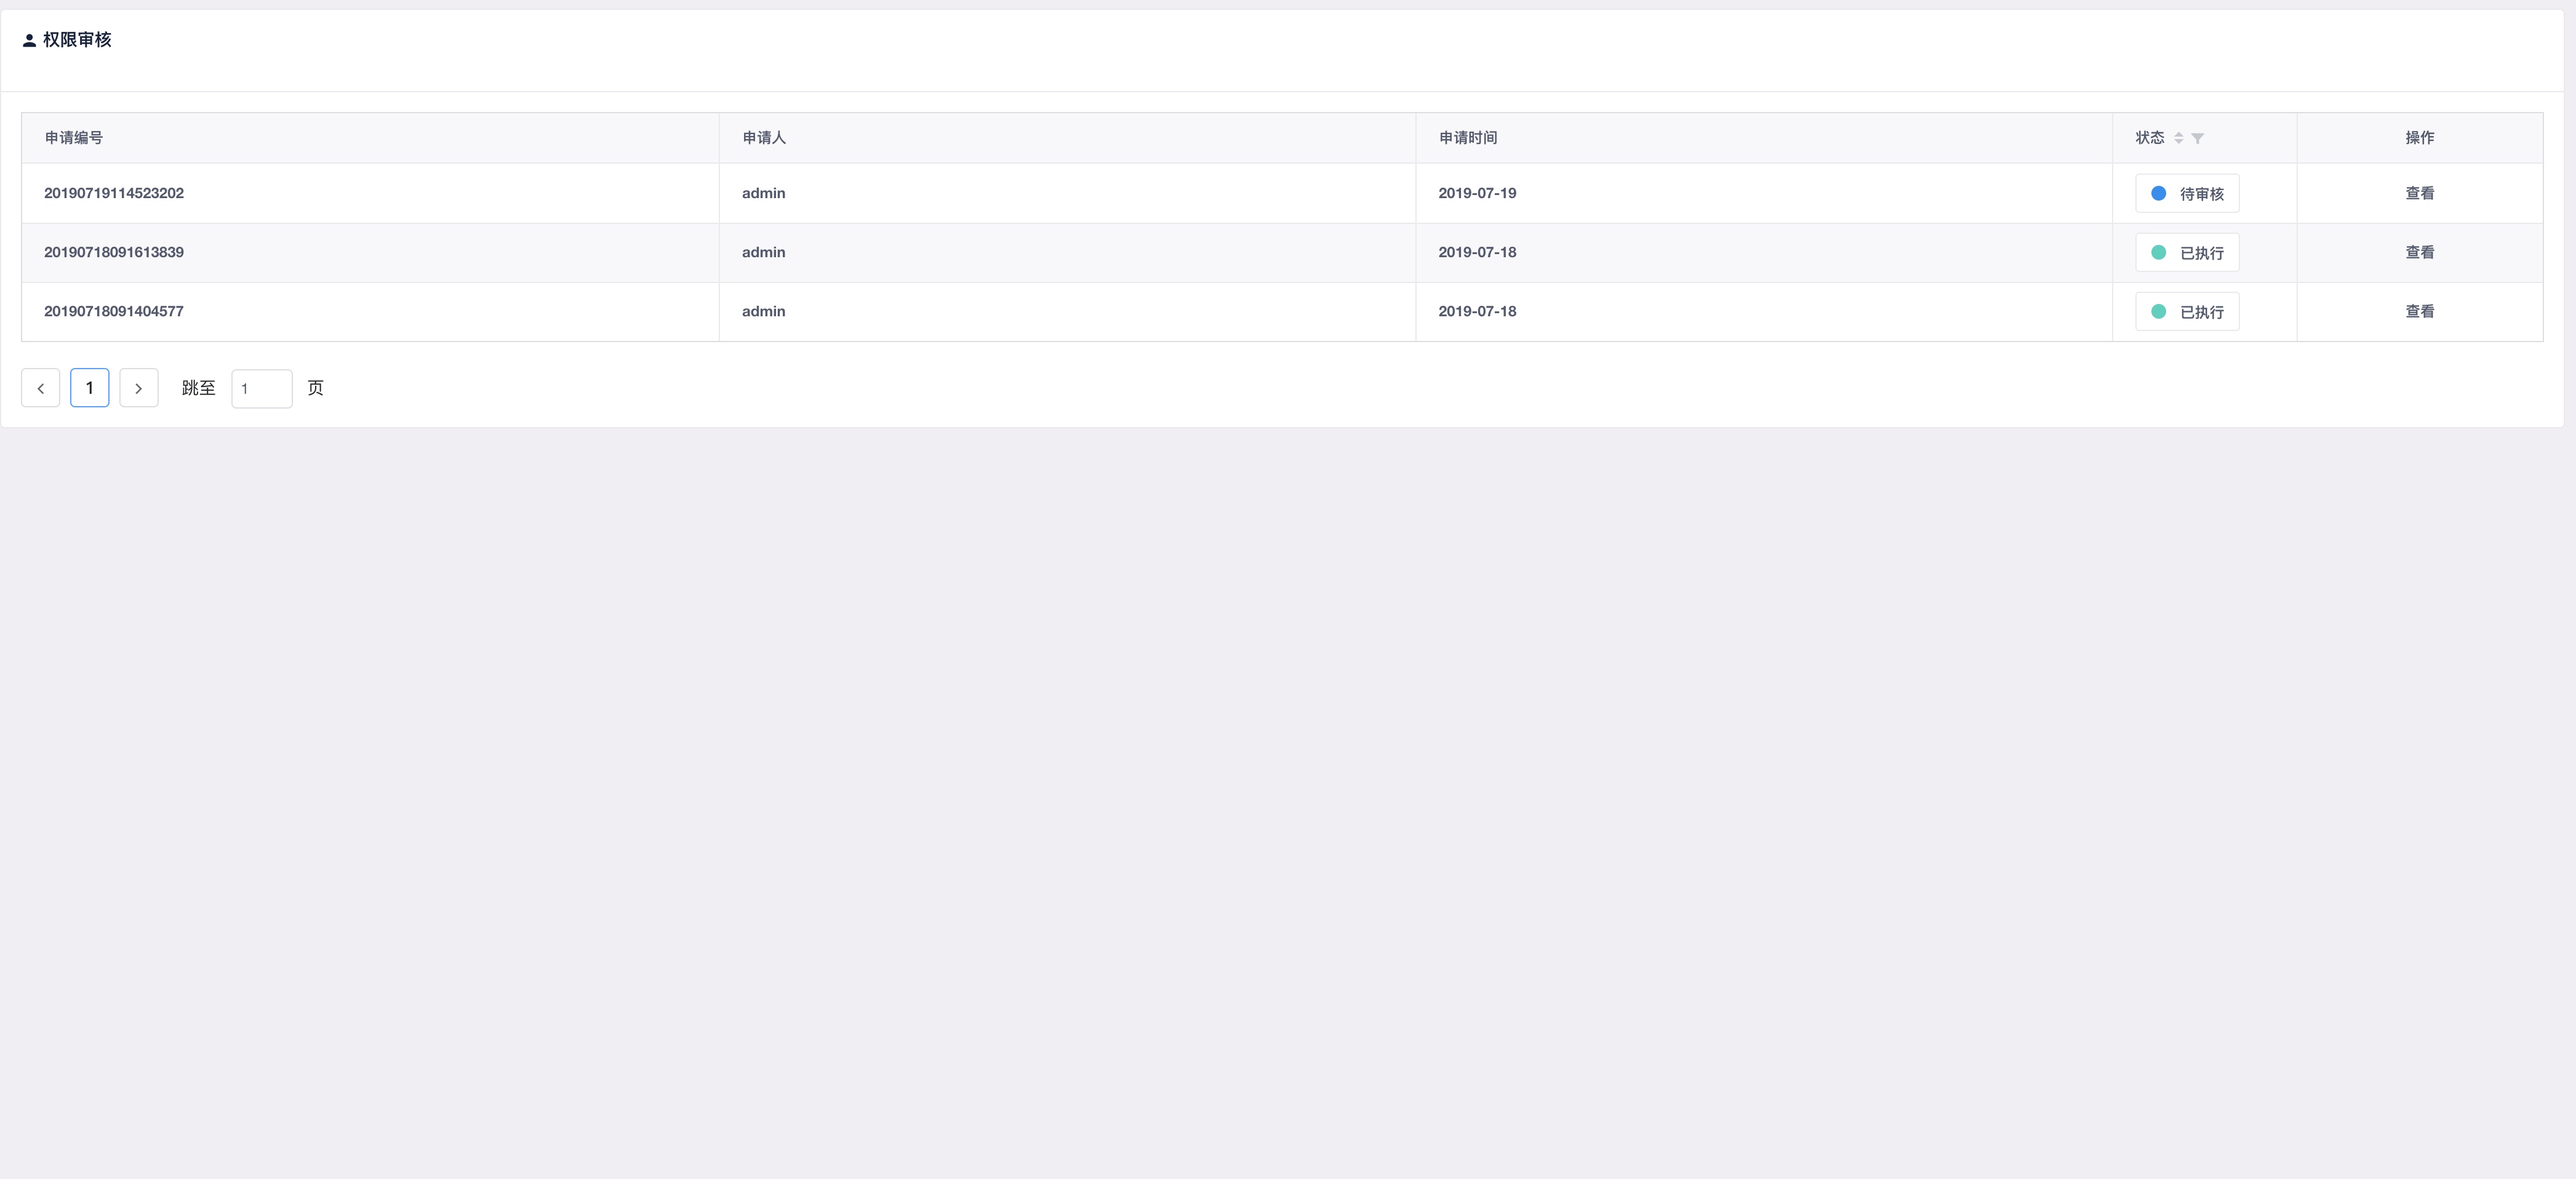 权限审核
申请编号 申请人 申请时间 状态 操作
20190719114523202 admin 2019-07-19 待审核 查看
20190718091613839 admin 2019-07-18 已执行 查看
20190718091404577 admin 2019-07-18 已执行 查看
1 跳至 1 页